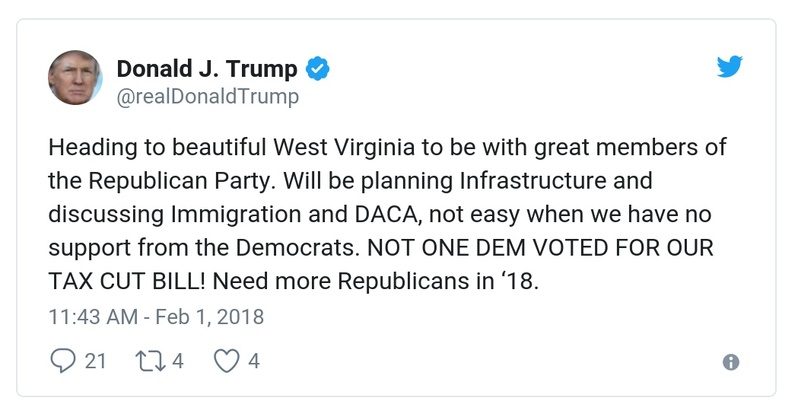 Donald J. Trump
@realDonaldTrump
Heading to beautiful West Virginia to be with great members of
the Republican Party. Will be planning Infrastructure and
discussing Immigration and DACA, not easy when we have no
support from the Democrats. NOT ONE DEM VOTED FOR OUR
TAX CUT BILL! Need more Republicans in ‘18.
11:43 AM - Feb 1, 2018
21 4 4